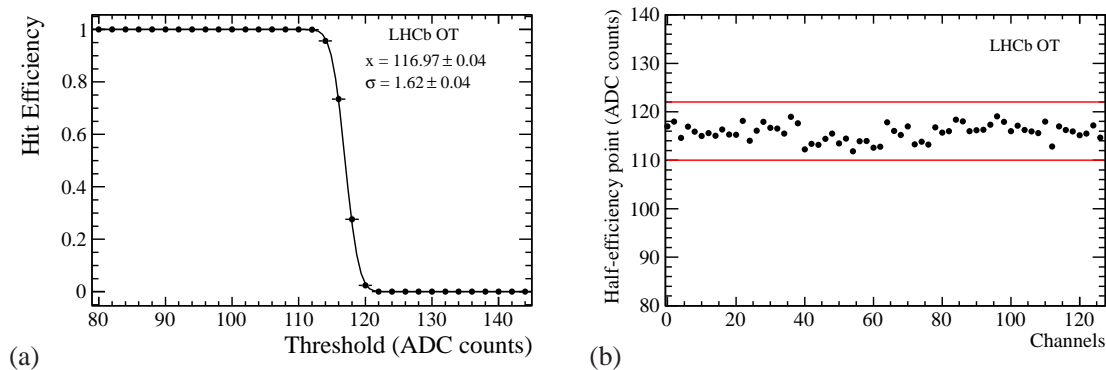 LHCb OT
x = 116.97 ± 0.04
σ = 1.62 ± 0.04
Hit Efficiency
1
0.8
0.6
0.4
0.2
0
80 90 100 110 120 130 140
Threshold (ADC counts)
(a)
LHCb OT
Half-efficiency point (ADC counts)
140
130
120
110
100
90
80
0 20 40 60 80 100 120
Channels
(b)